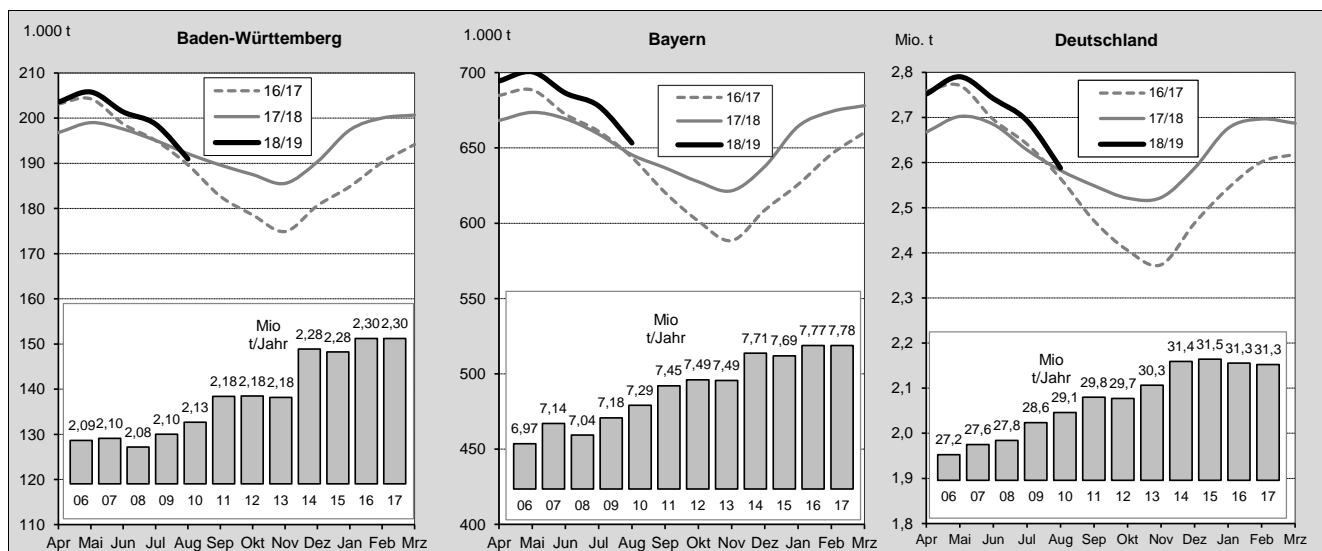 1.000 t
Baden-Württemberg
210
200
190
180
170
160
150
140
130
120
110
16/17
17/18
18/19
Mio
t/Jahr
2,09 2,10 2,08 2,10 2,13 2,18 2,18 2,18 2,28 2,28 2,30 2,30
06 07 08 09 10 11 12 13 14 15 16 17
Apr Mai Jun Jul Aug Sep Okt Nov Dez Jan Feb Mrz
1.000 t
Bayern
700
650
600
550
500
450
400
16/17
17/18
18/19
Mio
t/Jahr
6,97 7,14 7,04 7,18 7,29 7,45 7,49 7,49 7,71 7,69 7,77 7,78
06 07 08 09 10 11 12 13 14 15 16 17
Apr Mai Jun Jul Aug Sep Okt Nov Dez Jan Feb Mrz
Mio. t
Deutschland
2,8
2,7
2,6
2,5
2,4
2,3
2,2
2,1
2,0
1,9
1,8
16/17
17/18
18/19
Mio
t/Jahr
27,2 27,6 27,8 28,6 29,1 29,8 29,7 30,3 31,4 31,5 31,3 31,3
06 07 08 09 10 11 12 13 14 15 16 17
Apr Mai Jun Jul Aug Sep Okt Nov Dez Jan Feb Mrz